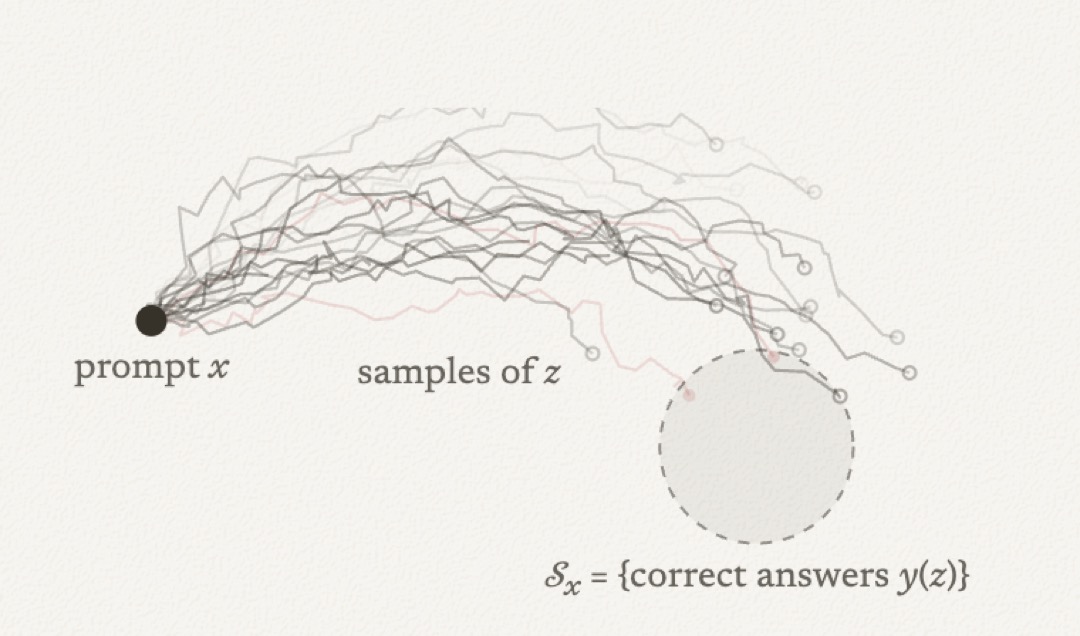 prompt x
samples of z
𝒮ₓ = {correct answers y(z)}